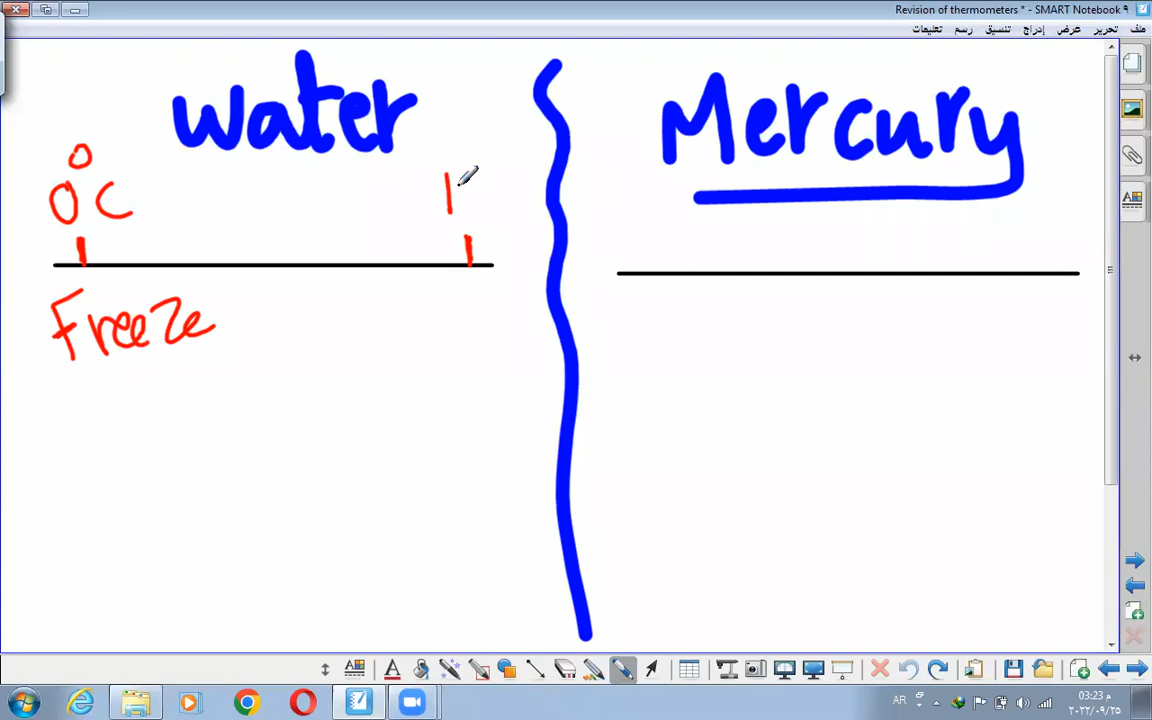 Revision of thermometers * - SMART Notebook ٩
ملف تحرير عرض إدراج تنسيق رسم تعليمات
water
Mercury
0°C
1
Freeze
A
AR
03:23 م
٢٠٢٢/٠٩/٢٥